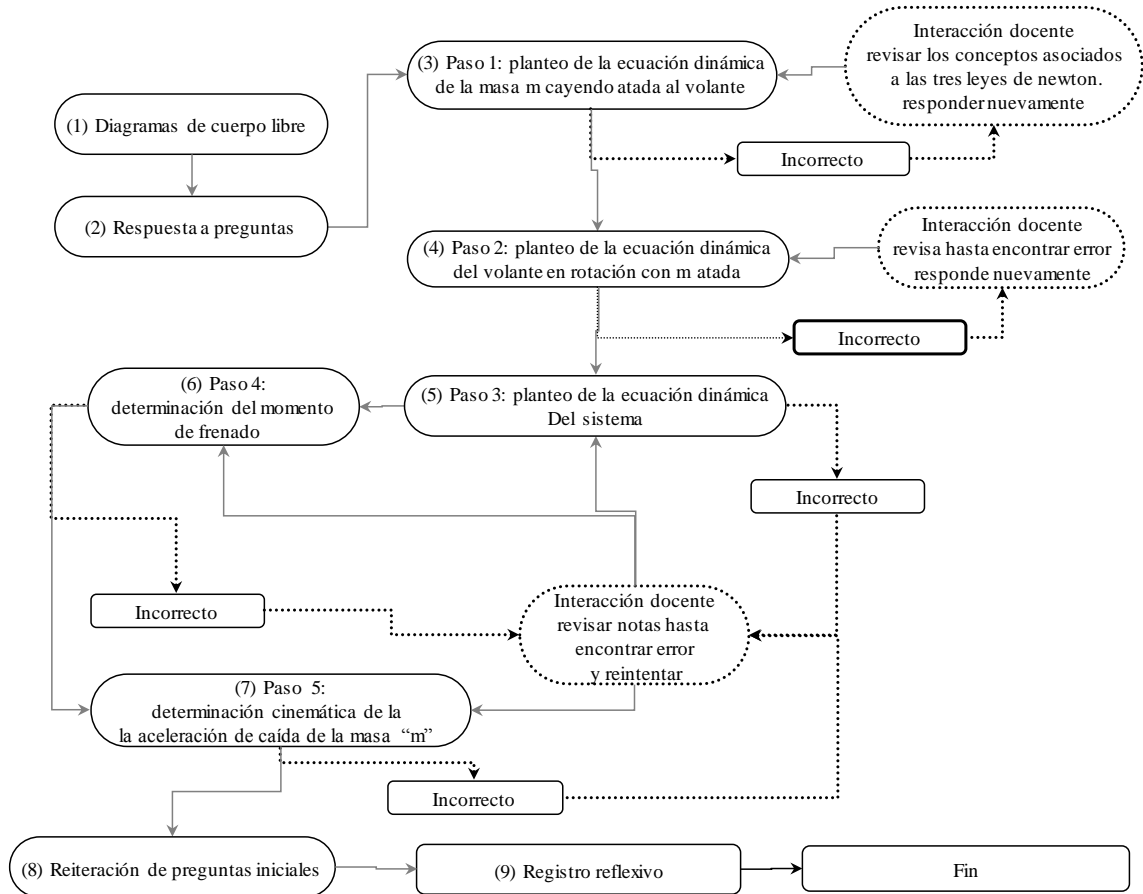 (1) Diagramas de cuerpo libre
(2) Respuesta a preguntas
(3) Paso 1: planteo de la ecuación dinámica
de la masa m cayendo atada al volante
Interacción docente
revisar los conceptos asociados
a las tres leyes de newton.
responder nuevamente
Incorrecto
(4) Paso 2: planteo de la ecuación dinámica
del volante en rotación con m atada
Interacción docente
revisa hasta encontrar error
responde nuevamente
Incorrecto
(5) Paso 3: planteo de la ecuación dinámica
Del sistema
(6) Paso 4:
determinación del momento
de frenado
Incorrecto
Incorrecto
Interacción docente
revisar notas hasta
encontrar error
y reintentar
(7) Paso 5:
determinación cinemática de la
la aceleración de caída de la masa “m”
Incorrecto
(8) Reiteración de preguntas iniciales
(9) Registro reflexivo
Fin